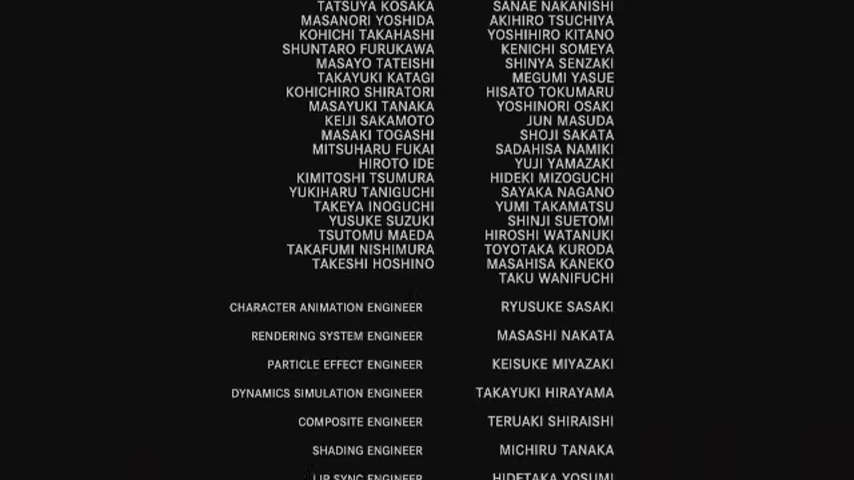 TATSUYA KOSAKA SANAE NAKANISHI
MASANORI YOSHIDA AKIHIRO TSUCHIYA
KOHICHI TAKAHASHI YOSHIHIRO KITANO
SHUNTARO FURUKAWA KENICHI SOMEYA
MASAYO TATEISHI SHINYA SENZAKI
TAKAYUKI KATAGI MEGUMI YASUE
KOHICHIRO SHIRATORI HISATO TOKUMARU
MASAYUKI TANAKA YOSHINORI OSAKI
KEIJI SAKAMOTO JUN MASUDA
MASAKI TOGASHI SHOJI SAKATA
MITSUHARU FUKAI SADAHISA NAMIKI
HIROTO IDE YUJI YAMAZAKI
KIMITOSHI TSUMURA HIDEKI MIZOGUCHI
YUKIHARU TANIGUCHI SAYAKA NAGANO
TAKEYA INOGUCHI YUMI TAKAMATSU
YUSUKE SUZUKI SHINJI SUETOMI
TSUTOMU MAEDA HIROSHI WATANUKI
TAKAFUMI NISHIMURA TOYOTAKA KURODA
TAKESHI HOSHINO MASAHISA KANEKO
TAKU WANIFUCHI
CHARACTER ANIMATION ENGINEER RYUSUKE SASAKI
RENDERING SYSTEM ENGINEER MASASHI NAKATA
PARTICLE EFFECT ENGINEER KEISUKE MIYAZAKI
DYNAMICS SIMULATION ENGINEER TAKAYUKI HIRAYAMA
COMPOSITE ENGINEER TERUAKI SHIRAISHI
SHADING ENGINEER MICHIRU TANAKA
LIP SYNC ENGINEER HIDETAKA YOSUMI